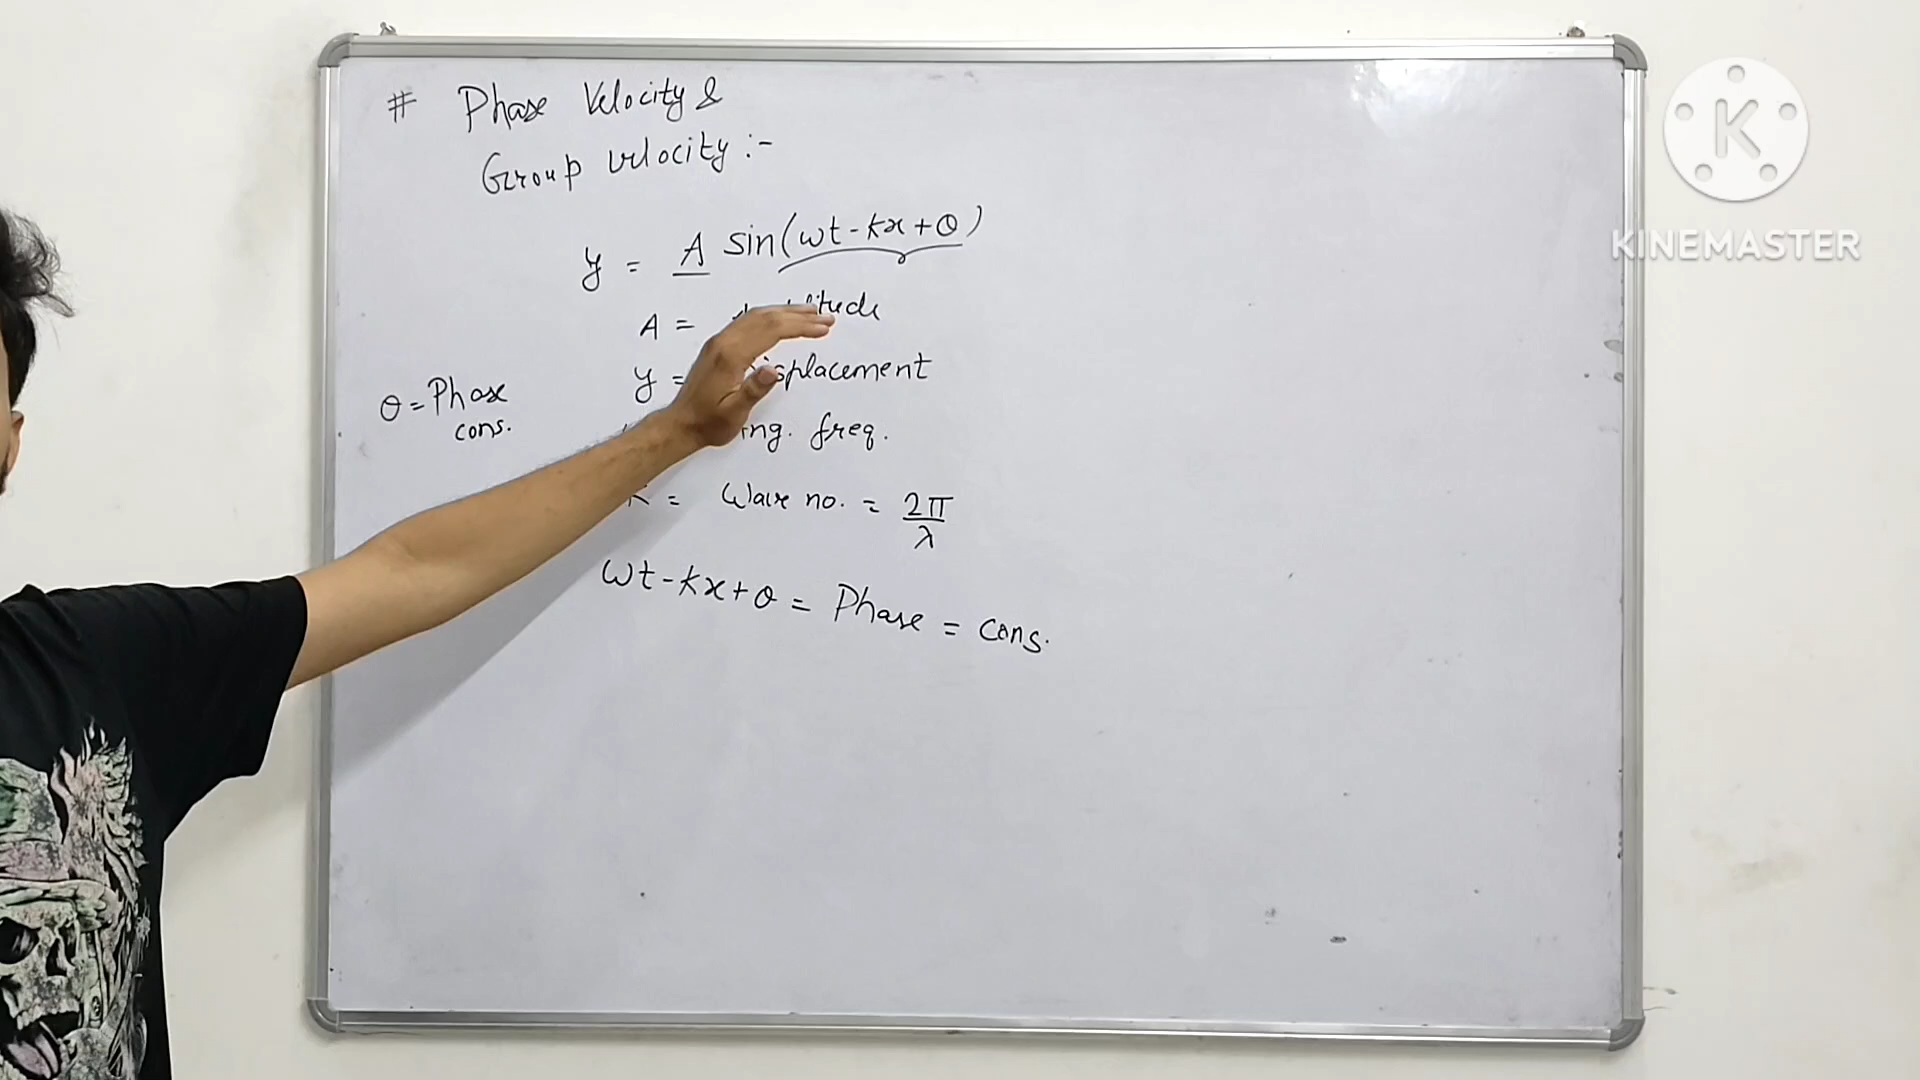 # Phase Velocity &
Group velocity :-
y = A sin(ωt - kx + θ)
A =
y = isplacement
θ = Phase
cons.
ng. freq.
K = Wave no. = 2π/λ
ωt - kx + θ = Phase = cons.
K
KINEMASTER